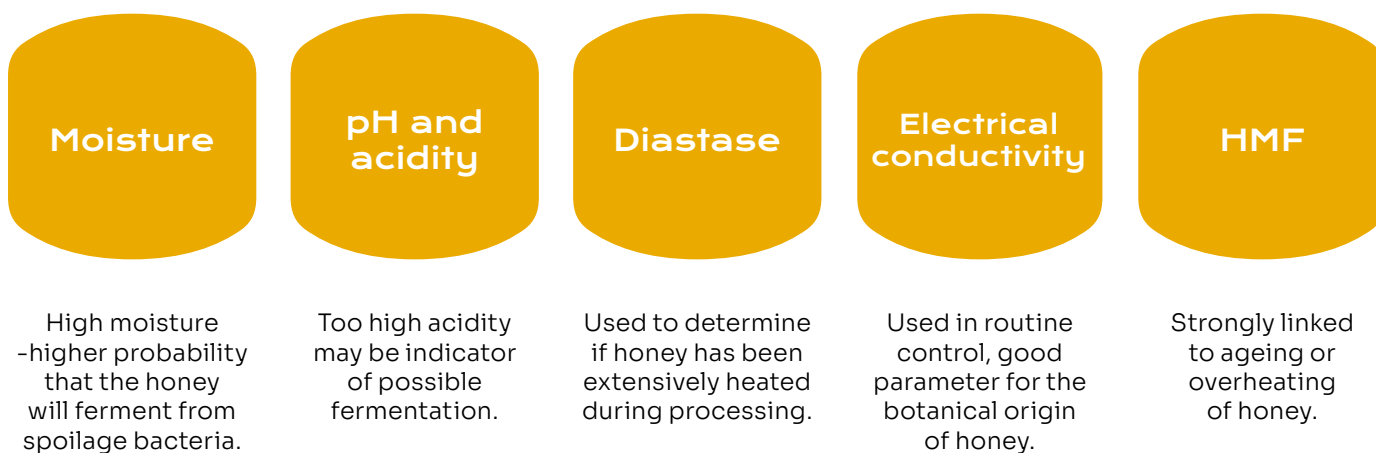 Moisture
High moisture
-higher probability
that the honey
will ferment from
spoilage bacteria.
pH and
acidity
Too high acidity
may be indicator
of possible
fermentation.
Diastase
Used to determine
if honey has been
extensively heated
during processing.
Electrical
conductivity
Used in routine
control, good
parameter for the
botanical origin
of honey.
HMF
Strongly linked
to ageing or
overheating
of honey.